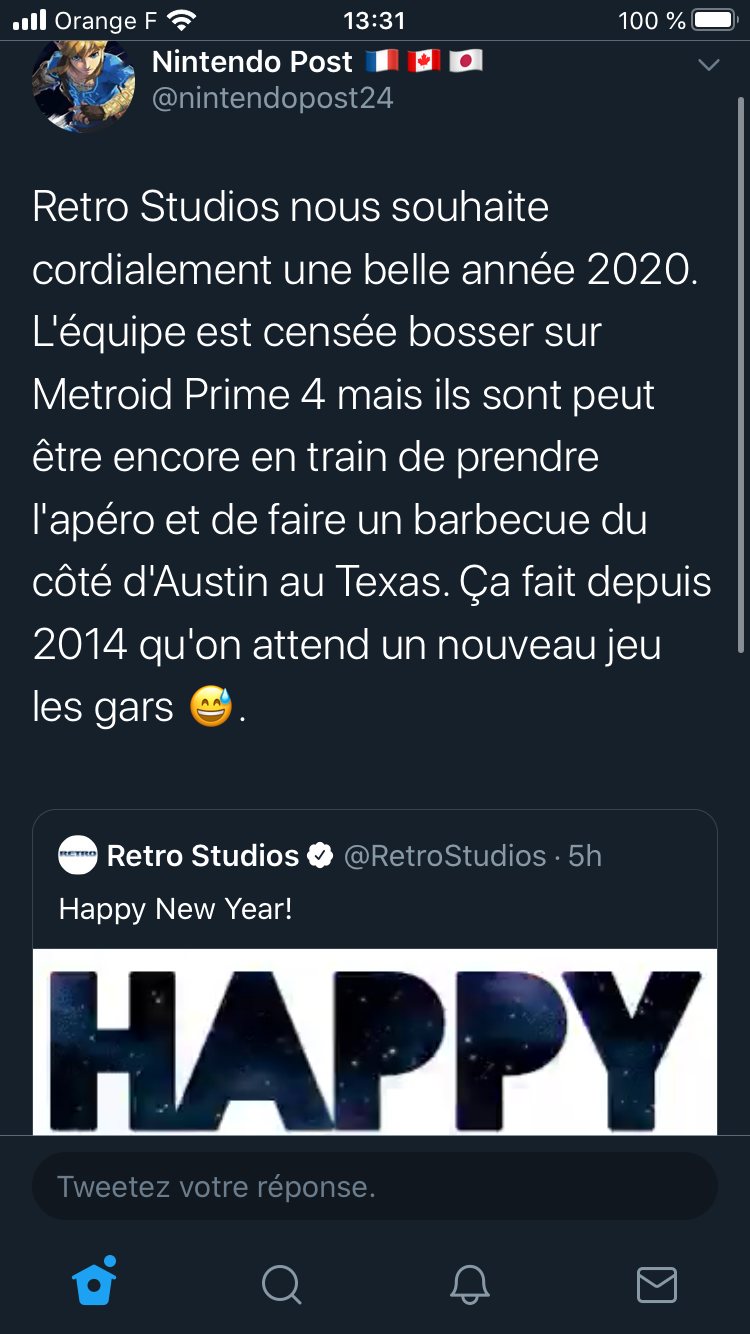 Orange F 13:31 100 %
Nintendo Post 🇫🇷 🇨🇦 🇯🇵
@nintendopost24
Retro Studios nous souhaite
cordialement une belle année 2020.
L'équipe est censée bosser sur
Metroid Prime 4 mais ils sont peut
être encore en train de prendre
l'apéro et de faire un barbecue du
côté d'Austin au Texas. Ça fait depuis
2014 qu'on attend un nouveau jeu
les gars 😅.
RETRO Retro Studios @RetroStudios · 5h
Happy New Year!
HAPPY
Tweetez votre réponse.